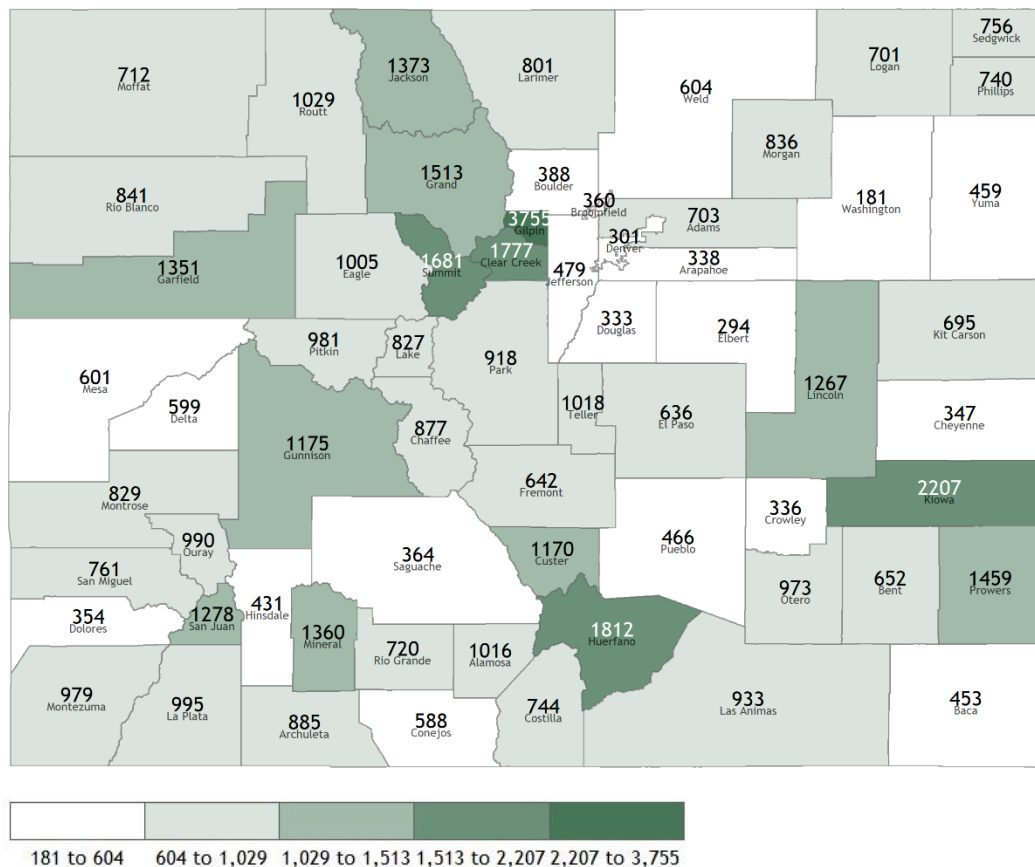 756
Sedgwick
1373
Jackson
801
Larimer
701
Logan
712
Moffat
740
Phillips
604
Weld
1029
Routt
836
Morgan
1513
Grand
388
Boulder
841
Rio Blanco
181
Washington
459
Yuma
360
Broomfield
3755
Gilpin
703
Adams
301
Denver
1777
Clear Creek
1005
Eagle
1681
Summit
338
Arapahoe
1351
Garfield
479
Jefferson
333
Douglas
294
Elbert
695
Kit Carson
981
Pitkin
827
Lake
918
Park
601
Mesa
1267
Lincoln
599
Delta
1018
Teller
636
El Paso
347
Cheyenne
877
Chaffee
1175
Gunnison
642
Fremont
829
Montrose
2207
Kiowa
336
Crowley
990
Ouray
466
Pueblo
364
Saguache
1170
Custer
761
San Miguel
973
Otero
652
Bent
1459
Prowers
354
Dolores
1278
San Juan
431
Hinsdale
1360
Mineral
1812
Huerfano
720
Rio Grande
1016
Alamosa
979
Montezuma
995
La Plata
885
Archuleta
588
Conejos
744
Costilla
933
Las Animas
453
Baca
181 to 604 604 to 1,029 1,029 to 1,513 1,513 to 2,207 2,207 to 3,755